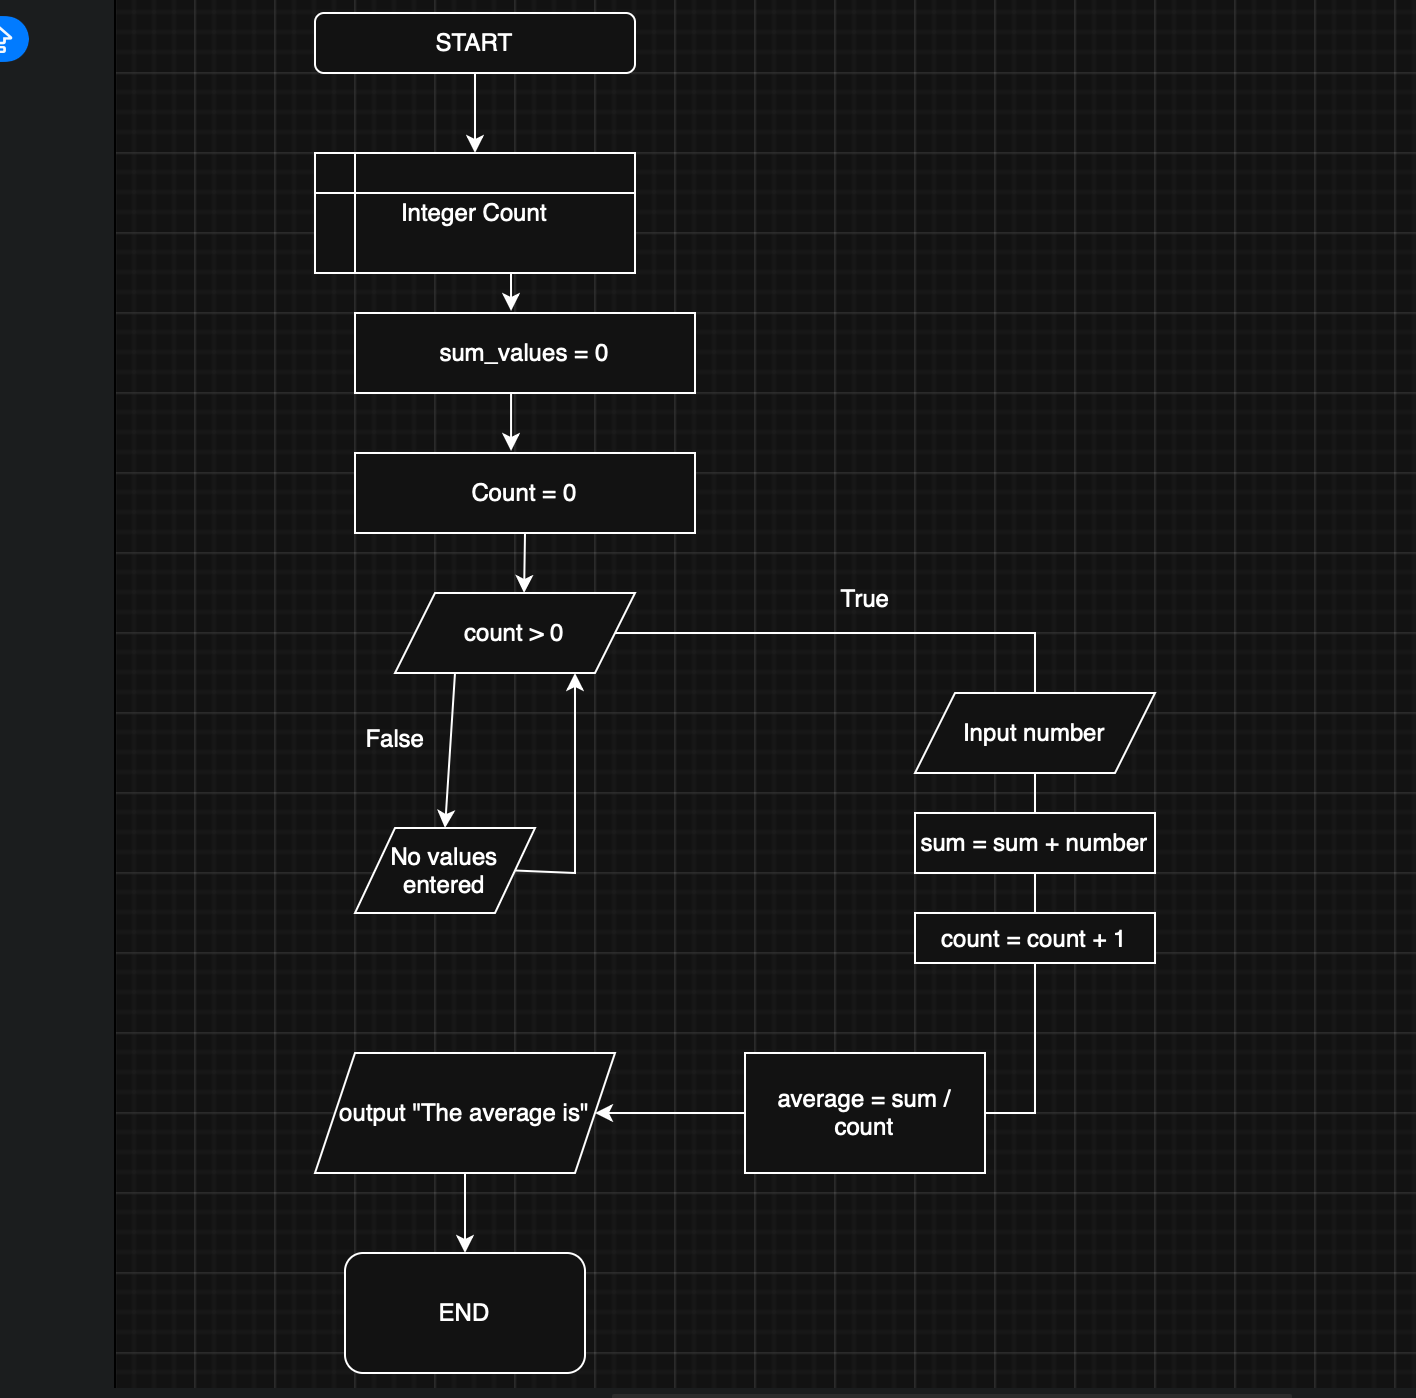 START
Integer Count
sum_values = 0
Count = 0
count > 0
True
Input number
False
sum = sum + number
No values
entered
count = count + 1
average = sum /
count
output "The average is"
END